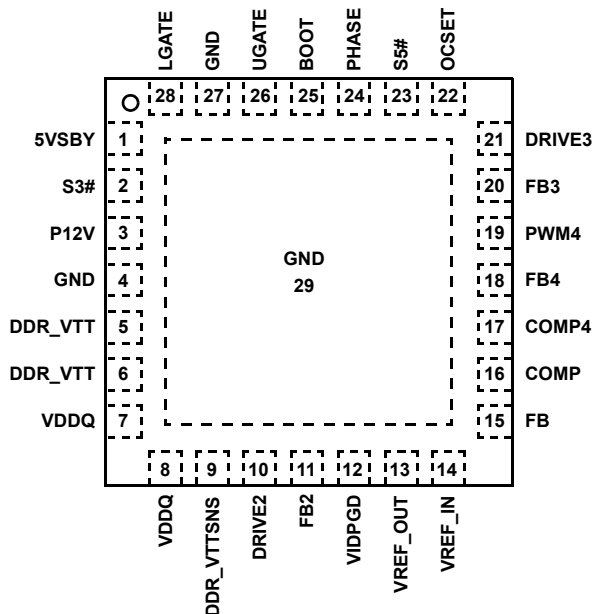 LGATE
GND
UGATE
BOOT
PHASE
S5#
OCSET
28 27 26 25 24 23 22
5VSBY 1
21 DRIVE3
S3# 2
20 FB3
P12V 3
19 PWM4
GND 4
18 FB4
GND
29
DDR_VTT 5
17 COMP4
DDR_VTT 6
16 COMP
VDDQ 7
15 FB
8 9 10 11 12 13 14
VDDQ
DDR_VTTSNS
DRIVE2
FB2
VIDPGD
VREF_OUT
VREF_IN